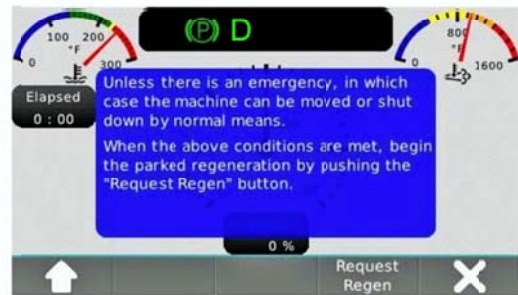 (P) D
100
200
0
°F
300
800
°F
0
1600
Elapsed
0 : 00
Unless there is an emergency, in which
case the machine can be moved or shut
down by normal means.
When the above conditions are met, begin
the parked regeneration by pushing the
"Request Regen" button.
0 %
Request
Regen